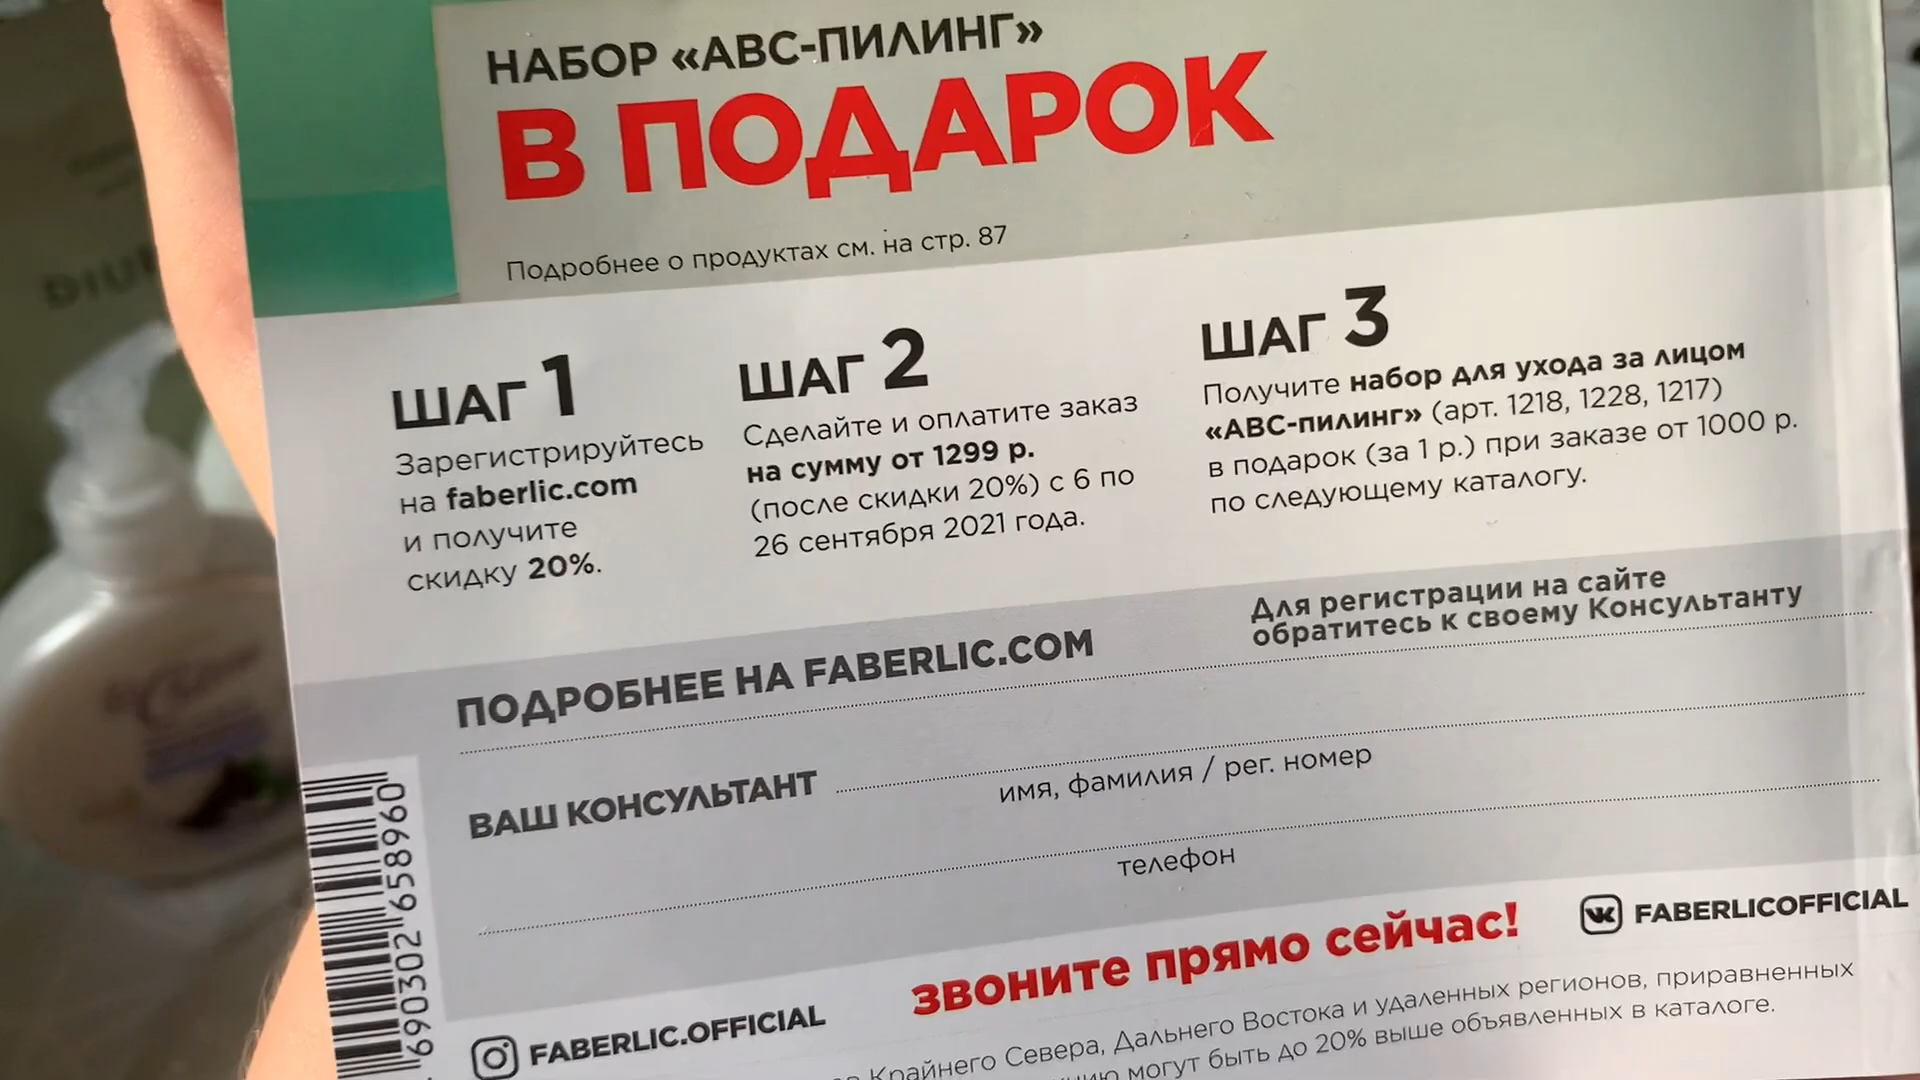 НАБОР «АВС-ПИЛИНГ»
В ПОДАРОК
Подробнее о продуктах см. на стр. 87
ШАГ 1
Зарегистрируйтесь
на faberlic.com
и получите
скидку 20%.
ШАГ 2
Сделайте и оплатите заказ
на сумму от 1299 р.
(после скидки 20%) с 6 по
26 сентября 2021 года.
ШАГ 3
Получите набор для ухода за лицом
«АВС-пилинг» (арт. 1218, 1228, 1217)
в подарок (за 1 р.) при заказе от 1000 р.
по следующему каталогу.
ПОДРОБНЕЕ НА FABERLIC.COM
Для регистрации на сайте
обратитесь к своему Консультанту
ВАШ КОНСУЛЬТАНТ
имя, фамилия / рег. номер
телефон
690302 658960
звоните прямо сейчас!
FABERLICOFFICIAL
FABERLIC.OFFICIAL
Крайнего Севера, Дальнего Востока и удаленных регионов, приравненных
могут быть до 20% выше объявленных в каталоге.